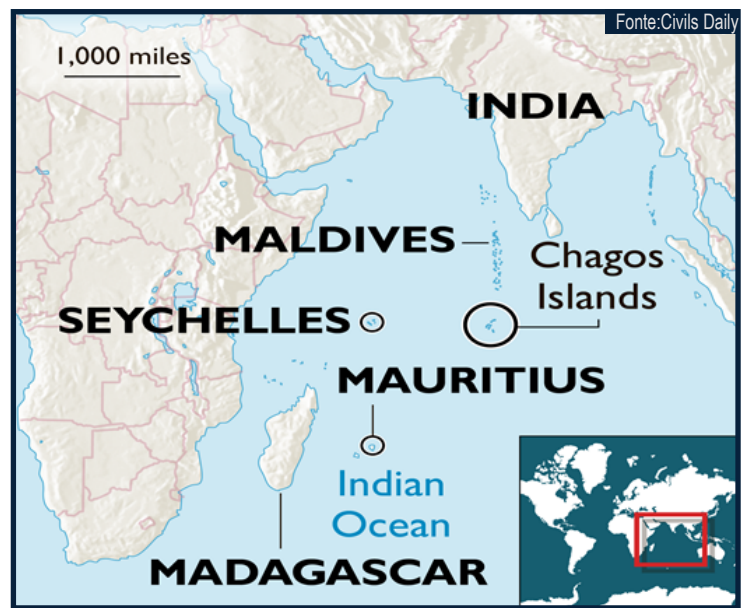 Fonte:Civils Daily
1,000 miles
INDIA
MALDIVES
Chagos
Islands
SEYCHELLES
MAURITIUS
Indian
Ocean
MADAGASCAR